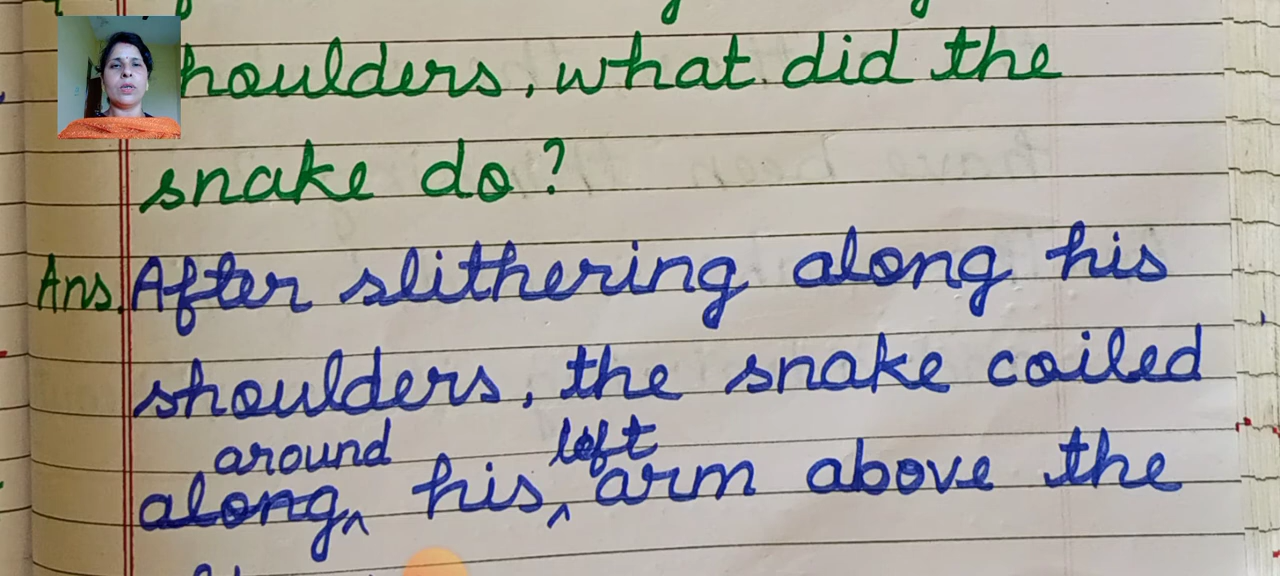 houlders, what did the
snake do?
Ans. After slithering along his
shoulders, the snake coiled
around left
along his arm above the